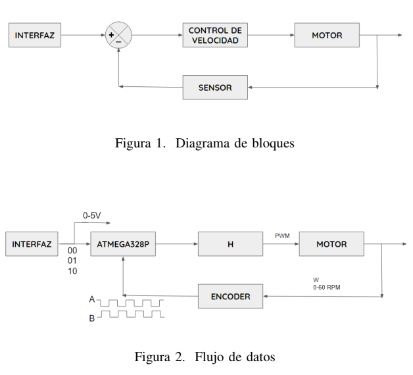 INTERFAZ
+
−
CONTROL DE
VELOCIDAD
MOTOR
SENSOR
Figura 1. Diagrama de bloques
0-5V
INTERFAZ
00
01
10
ATMEGA328P
H
PWM
MOTOR
ENCODER
W
0-60 RPM
A
B
Figura 2. Flujo de datos